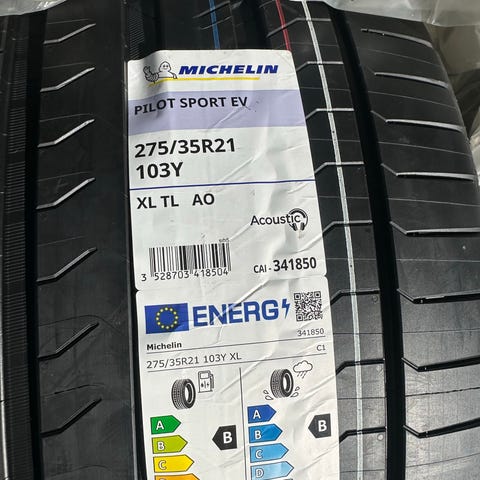 MICHELIN
PILOT SPORT EV
275/35R21
103Y
XL TL AO
Acoustic
3 528703 418504
CAI - 341850
ENERG
341850
Michelin
275/35R21 103Y XL
C1
A
B
C
B
A
B
C
D
B